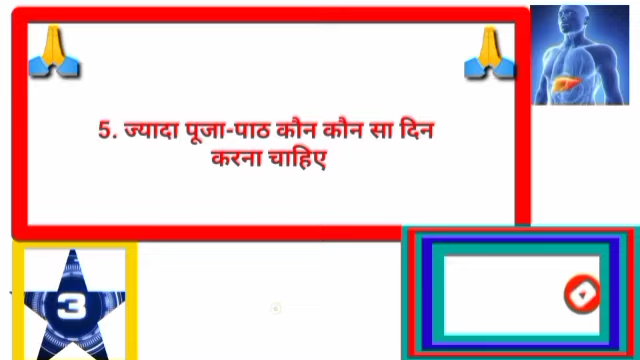 5. ज्यादा पूजा-पाठ कौन कौन सा दिन
करना चाहिए
3